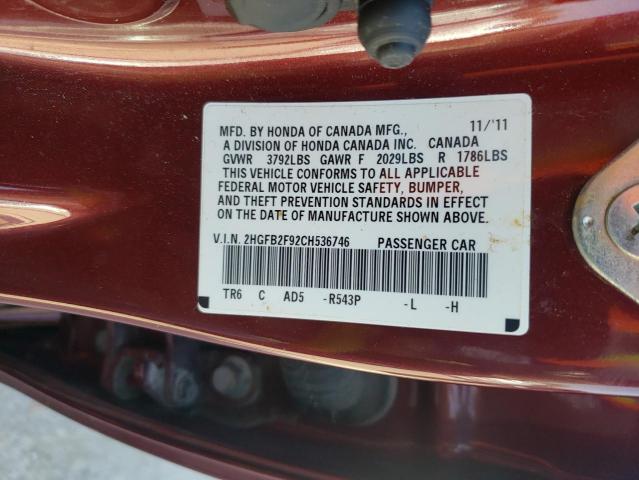 MFD. BY HONDA OF CANADA MFG., 11/'11
A DIVISION OF HONDA CANADA INC. CANADA
GVWR 3792LBS GAWR F 2029LBS R 1786LBS
THIS VEHICLE CONFORMS TO ALL APPLICABLE
FEDERAL MOTOR VEHICLE SAFETY, BUMPER,
AND THEFT PREVENTION STANDARDS IN EFFECT
ON THE DATE OF MANUFACTURE SHOWN ABOVE.
V.I.N. 2HGFB2F92CH536746 PASSENGER CAR
TR6 C AD5 -R543P -L -H